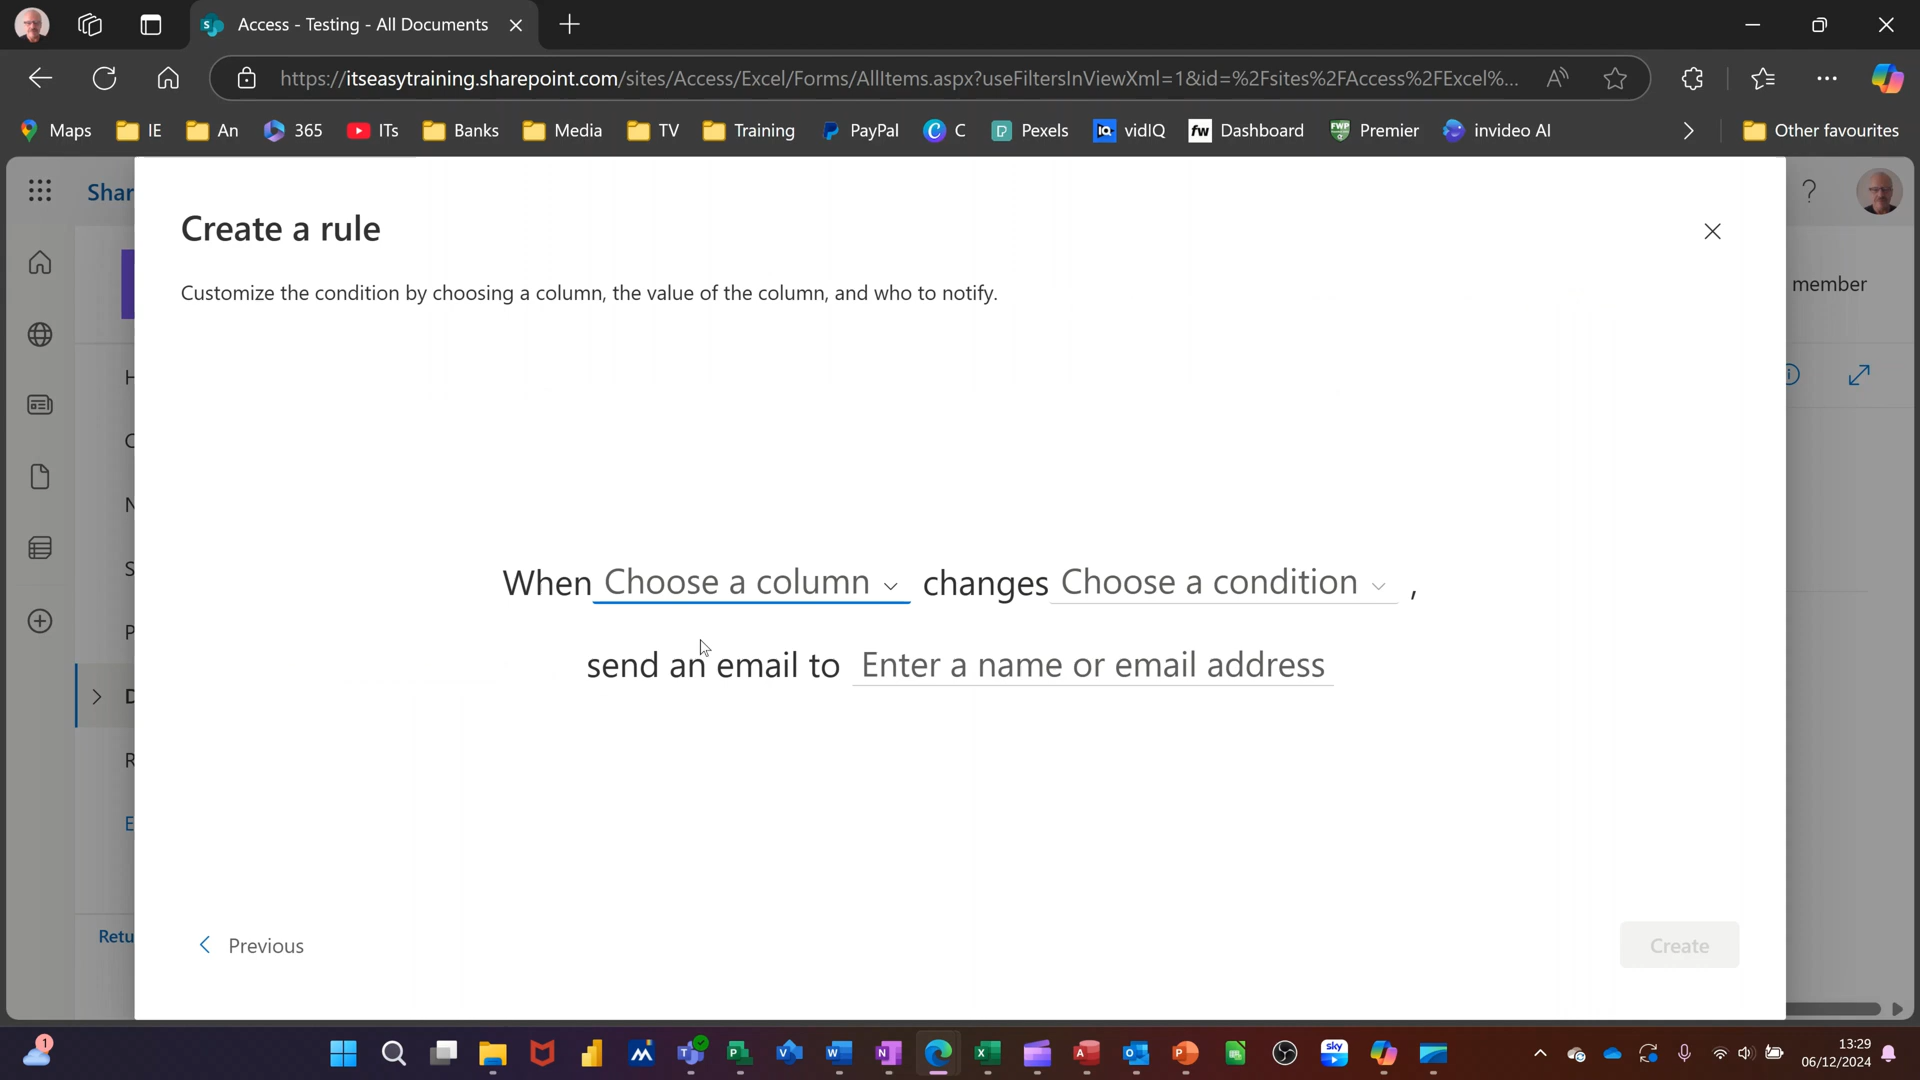 Access - Testing - All Documents
https://itseasytraining.sharepoint.com/sites/Access/Excel/Forms/AllItems.aspx?useFiltersInViewXml=1&id=%2Fsites%2FAccess%2FExcel%...
Maps IE An 365 ITs Banks Media TV Training PayPal C Pexels vidIQ Dashboard Premier invideo AI Other favourites
Shar
Create a rule
member
Customize the condition by choosing a column, the value of the column, and who to notify.
When Choose a column changes Choose a condition ,
send an email to Enter a name or email address
Retu
Previous
Create
1
sky
13:29
06/12/2024